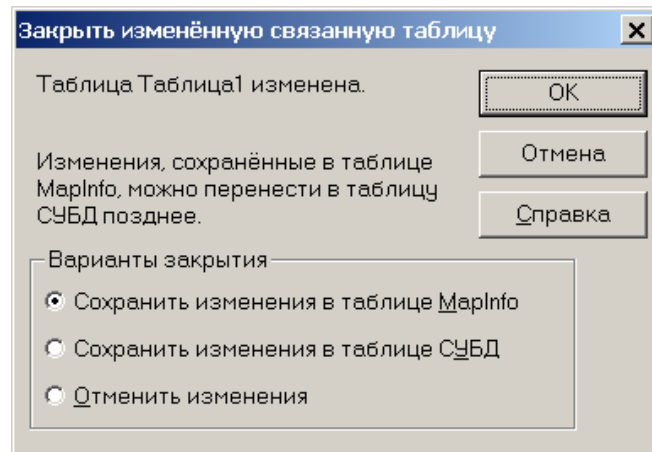 Закрыть изменённую связанную таблицу
Таблица Таблица1 изменена.
OK
Отмена
Изменения, сохранённые в таблице
MapInfo, можно перенести в таблицу
СУБД позднее.
Справка
Варианты закрытия
Сохранить изменения в таблице MapInfo
Сохранить изменения в таблице СУБД
Отменить изменения